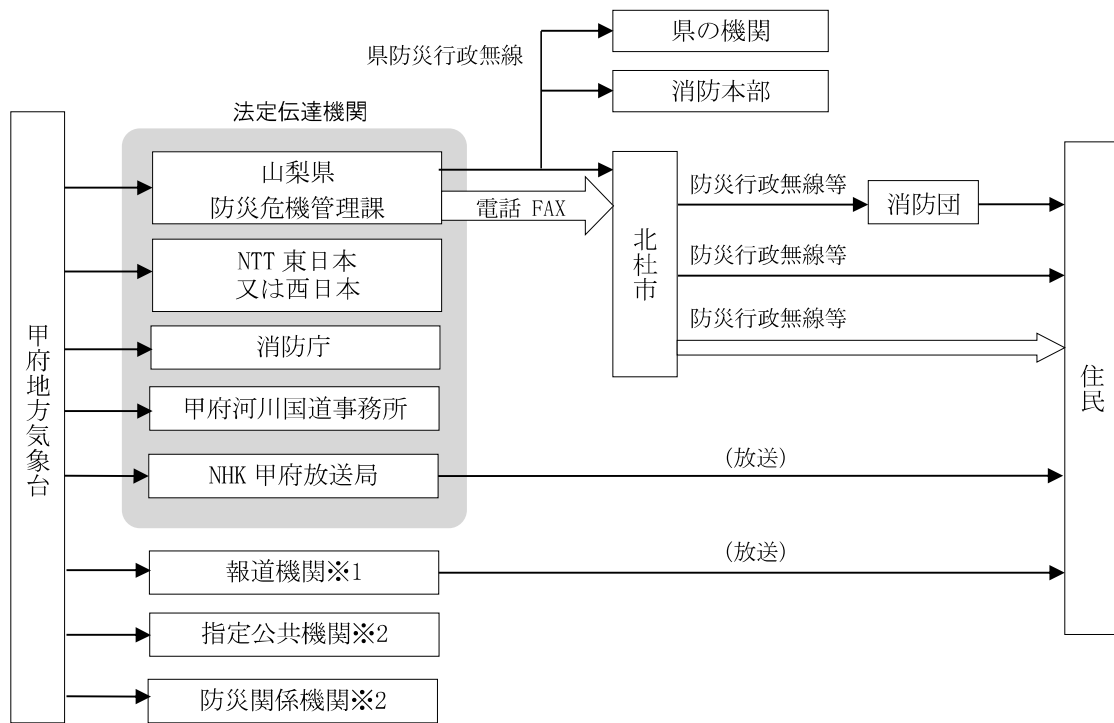 県の機関
県防災行政無線
消防本部
法定伝達機関
甲府地方気象台
山梨県
防災危機管理課
電話 FAX
NTT 東日本
又は西日本
消防庁
甲府河川国道事務所
NHK 甲府放送局
報道機関※1
指定公共機関※2
防災関係機関※2
北杜市
防災行政無線等
消防団
防災行政無線等
防災行政無線等
(放送)
(放送)
住民